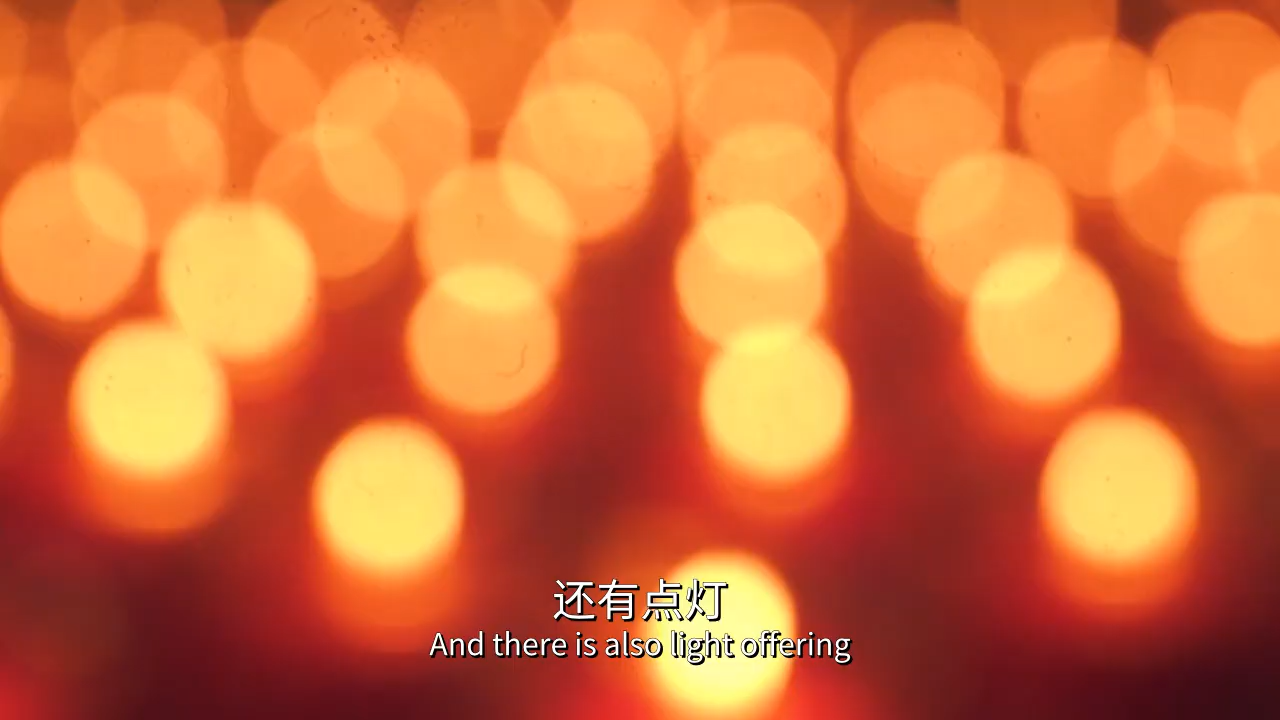 还有点灯
And there is also light offering